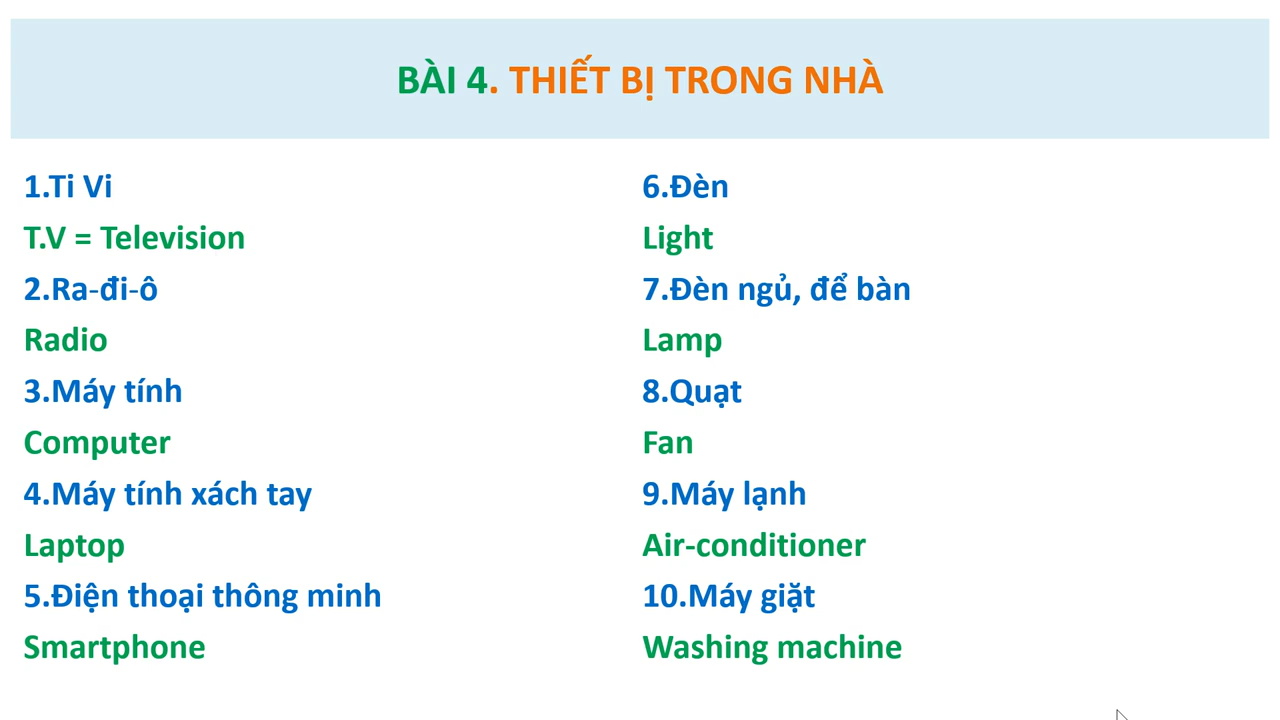 BÀI 4. THIẾT BỊ TRONG NHÀ
1.Ti Vi
T.V = Television
2.Ra-đi-ô
Radio
3.Máy tính
Computer
4.Máy tính xách tay
Laptop
5.Điện thoại thông minh
Smartphone
6.Đèn
Light
7.Đèn ngủ, để bàn
Lamp
8.Quạt
Fan
9.Máy lạnh
Air-conditioner
10.Máy giặt
Washing machine